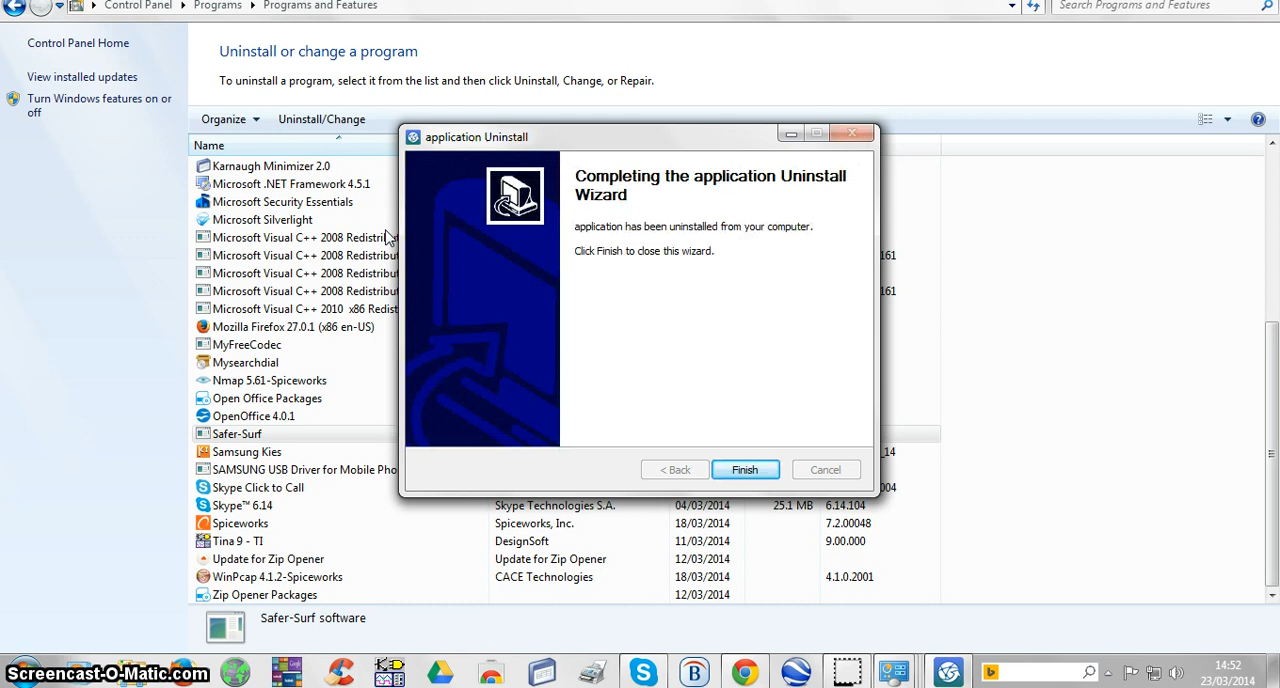 Control Panel Programs Programs and Features Search Programs and Features
Control Panel Home
View installed updates
Turn Windows features on or
off
Uninstall or change a program
To uninstall a program, select it from the list and then click Uninstall, Change, or Repair.
Organize Uninstall/Change
Name
Karnaugh Minimizer 2.0
Microsoft .NET Framework 4.5.1
Microsoft Security Essentials
Microsoft Silverlight
Microsoft Visual C++ 2008 Redistribut
Microsoft Visual C++ 2008 Redistribut 161
Microsoft Visual C++ 2008 Redistribut
Microsoft Visual C++ 2008 Redistribut 161
Microsoft Visual C++ 2010 x86 Redist
Mozilla Firefox 27.0.1 (x86 en-US)
MyFreeCodec
Mysearchdial
Nmap 5.61-Spiceworks
Open Packages
OpenOffice 4.0.1
Safer-Surf
Samsung Kies _14
SAMSUNG USB Driver for Mobile Pho
Skype Click to Call 004
Skype™ 6.14 Skype Technologies S.A. 04/03/2014 25.1 MB 6.14.104
Spiceworks Spiceworks, Inc. 18/03/2014 7.2.00048
Tina 9 - TI DesignSoft 11/03/2014 9.00.000
Update for Zip Opener Update for Zip Opener 12/03/2014
WinPcap 4.1.2-Spiceworks CACE Technologies 18/03/2014 4.1.0.2001
Zip Opener Packages 12/03/2014
Safer-Surf software
application Uninstall
Completing the application Uninstall
Wizard
application has been uninstalled from your computer.
Click Finish to close this wizard.
< Back Finish Cancel
Screencast-O-Matic.com
14:52
23/03/2014